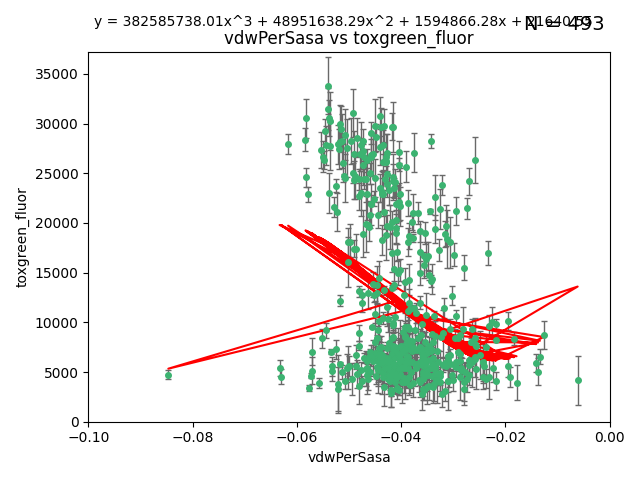 y = 382585738.01x^3 + 48951638.29x^2 + 1594866.28x +
N = 493
vdwPerSasa vs toxgreen_fluor
toxgreen_fluor
35000
30000
25000
20000
15000
10000
5000
0
−0.10
−0.08
−0.06
−0.04
−0.02
0.00
vdwPerSasa